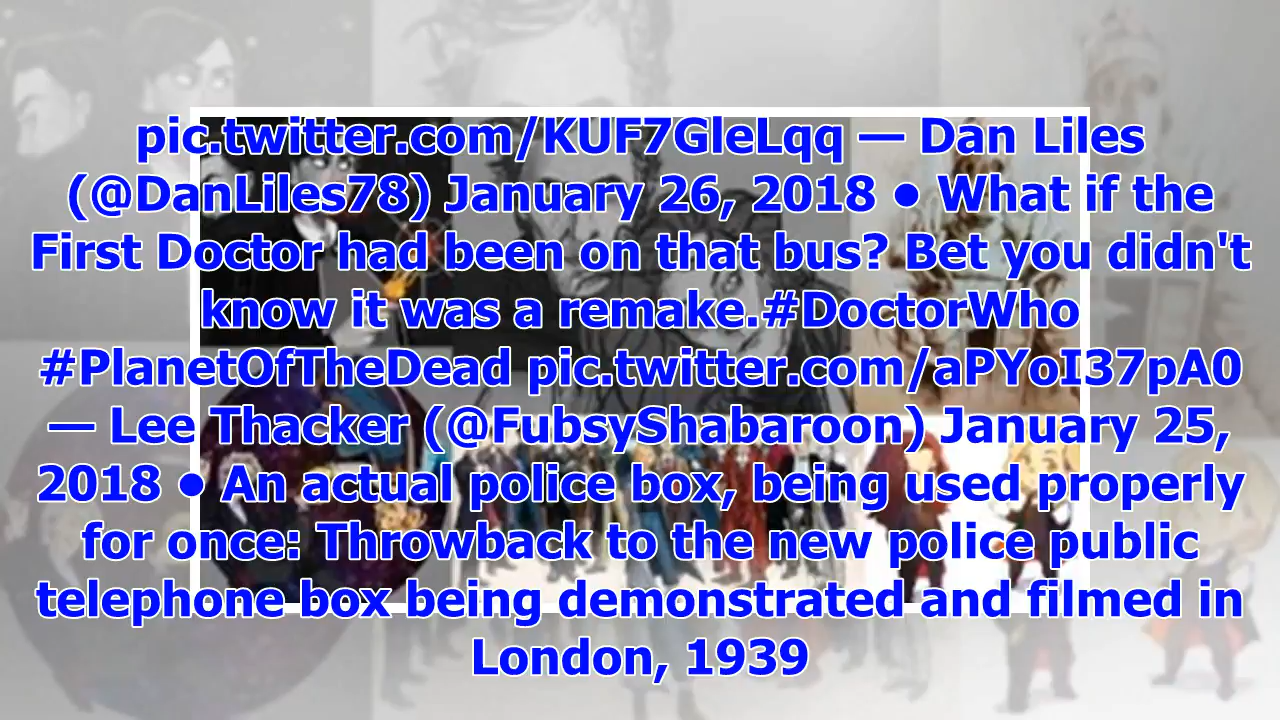 pic.twitter.com/KUF7GleLqq — Dan Liles
(@DanLiles78) January 26, 2018 ● What if the
First Doctor had been on that bus? Bet you didn't
know it was a remake.#DoctorWho
#PlanetOfTheDead pic.twitter.com/aPYoI37pA0
— Lee Thacker (@FubsyShabaroon) January 25,
2018 ● An actual police box, being used properly
for once: Throwback to the new police public
telephone box being demonstrated and filmed in
London, 1939